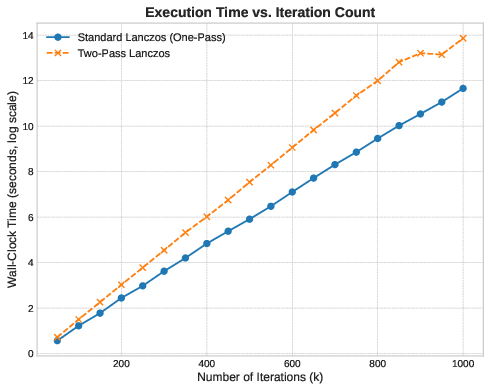 Execution Time vs. Iteration Count
Standard Lanczos (One-Pass)
Two-Pass Lanczos
Wall-Clock Time (seconds, log scale)
14
12
10
8
6
4
2
0
200
400
600
800
1000
Number of Iterations (k)